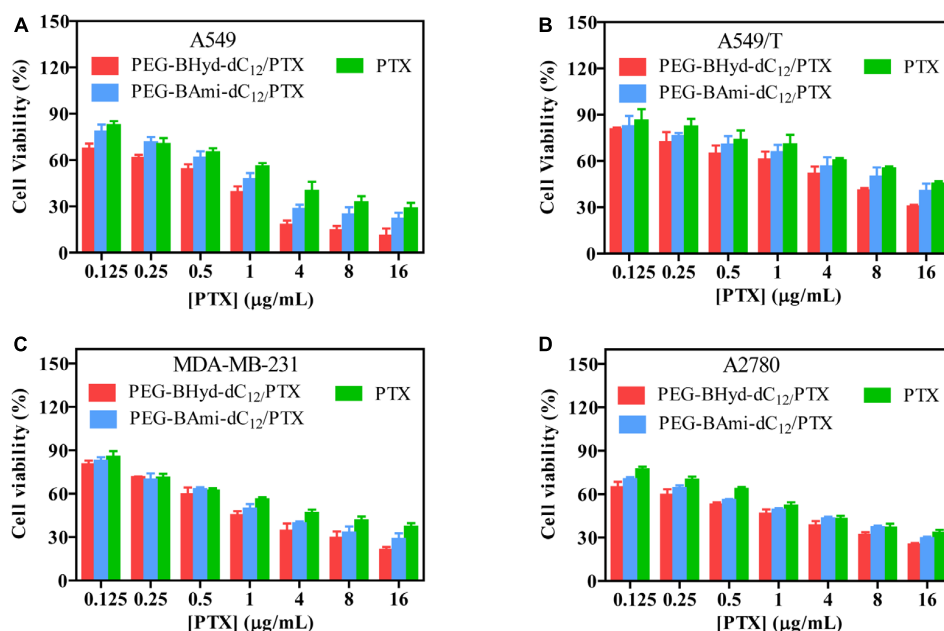 A
A549
PEG-BHyd-dC12/PTX
PTX
PEG-BAmi-dC12/PTX
Cell Viability (%)
150
120
90
60
30
0
0.125 0.25 0.5 1 4 8 16
[PTX] (μg/mL)
B
A549/T
PEG-BHyd-dC12/PTX
PTX
PEG-BAmi-dC12/PTX
Cell Viability (%)
150
120
90
60
30
0
0.125 0.25 0.5 1 4 8 16
[PTX] (μg/mL)
C
MDA-MB-231
PEG-BHyd-dC12/PTX
PTX
PEG-BAmi-dC12/PTX
Cell viability (%)
150
120
90
60
30
0
0.125 0.25 0.5 1 4 8 16
[PTX] (μg/mL)
D
A2780
PEG-BHyd-dC12/PTX
PTX
PEG-BAmi-dC12/PTX
Cell viability (%)
150
120
90
60
30
0
0.125 0.25 0.5 1 4 8 16
[PTX] (μg/mL)